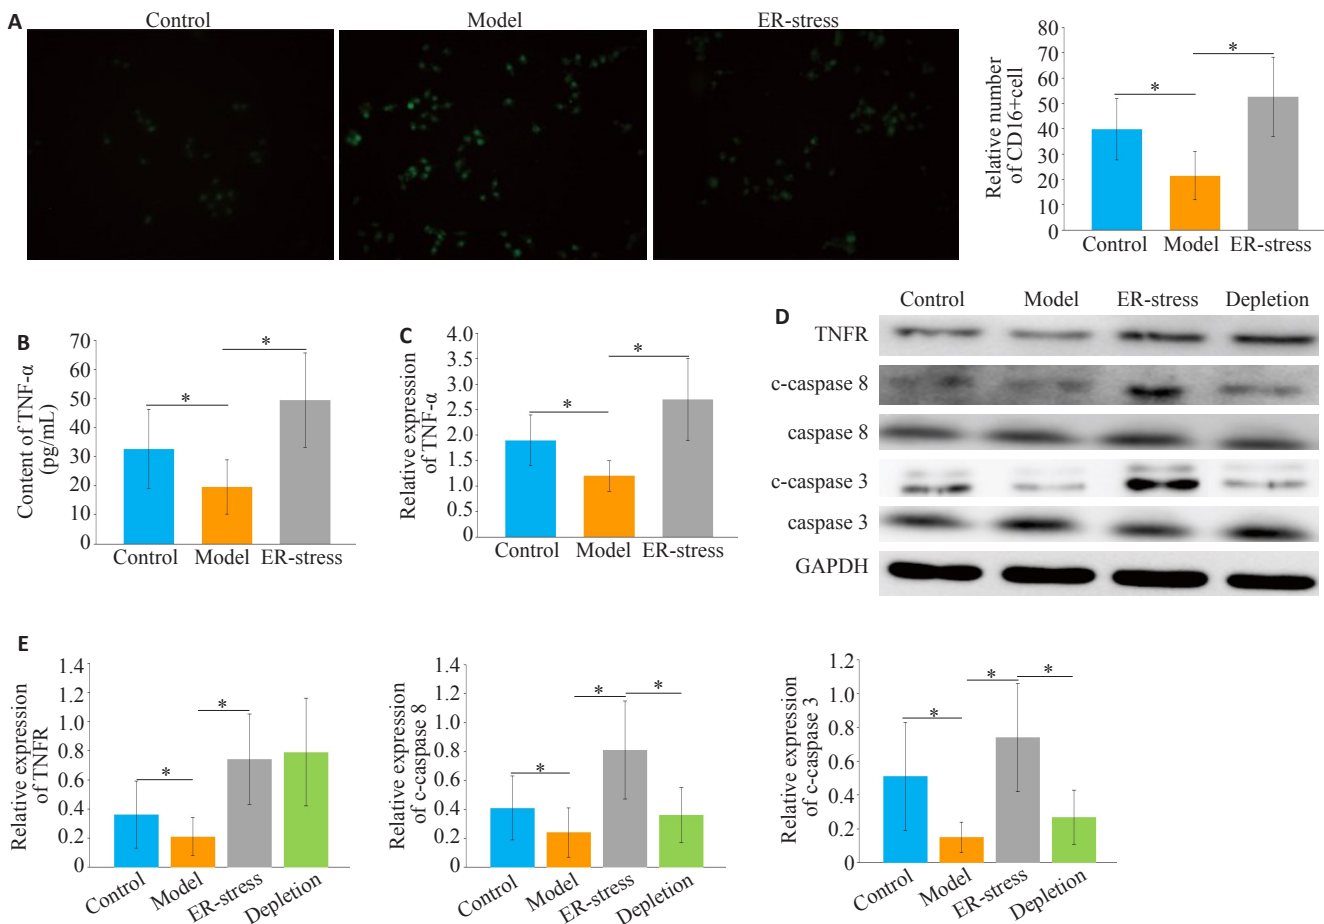 A
Control
Model
ER-stress
Relative number
of CD16+cell
80
70
60
50
40
30
20
10
0
*
*
Control
Model
ER-stress
B
Content of TNF-α
(pg/mL)
70
60
50
40
30
20
10
0
*
*
Control
Model
ER-stress
C
Relative expression
of TNF-α
4.0
3.5
3.0
2.5
2.0
1.5
1.0
0.5
0
*
*
Control
Model
ER-stress
D
Control
Model
ER-stress
Depletion
TNFR
c-caspase 8
caspase 8
c-caspase 3
caspase 3
GAPDH
E
Relative expression
of TNFR
1.4
1.2
1.0
0.8
0.6
0.4
0.2
0
*
*
Control
Model
ER-stress
Depletion
Relative expression
of c-caspase 8
1.4
1.2
1.0
0.8
0.6
0.4
0.2
0
*
*
*
Control
Model
ER-stress
Depletion
Relative expression
of c-caspase 3
1.2
1.0
0.8
0.6
0.4
0.2
0
*
*
*
Control
Model
ER-stress
Depletion